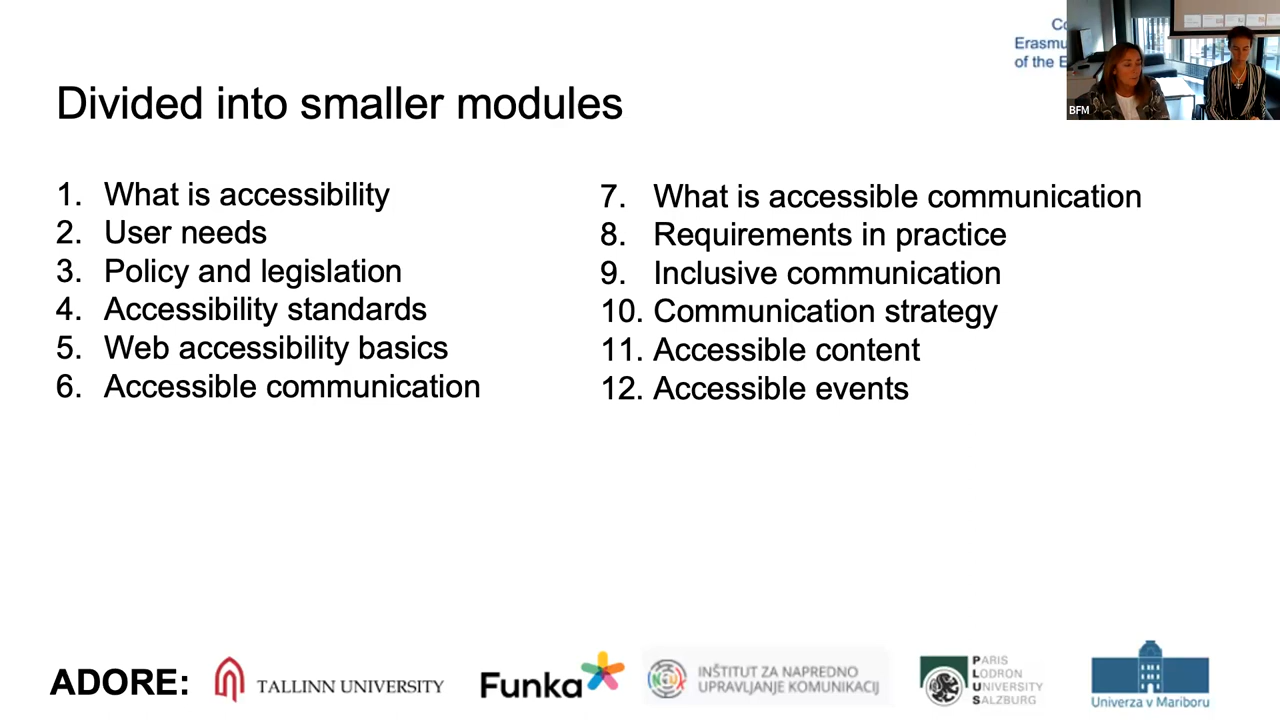 Co
Erasmu
of the E
BFM
Divided into smaller modules
1. What is accessibility
2. User needs
3. Policy and legislation
4. Accessibility standards
5. Web accessibility basics
6. Accessible communication
7. What is accessible communication
8. Requirements in practice
9. Inclusive communication
10. Communication strategy
11. Accessible content
12. Accessible events
ADORE:
TALLINN UNIVERSITY
Funka
INŠTITUT ZA NAPREDNO
UPRAVLJANJE KOMUNIKACIJ
PARIS
LODRON
UNIVERSITY
SALZBURG
Univerza v Mariboru